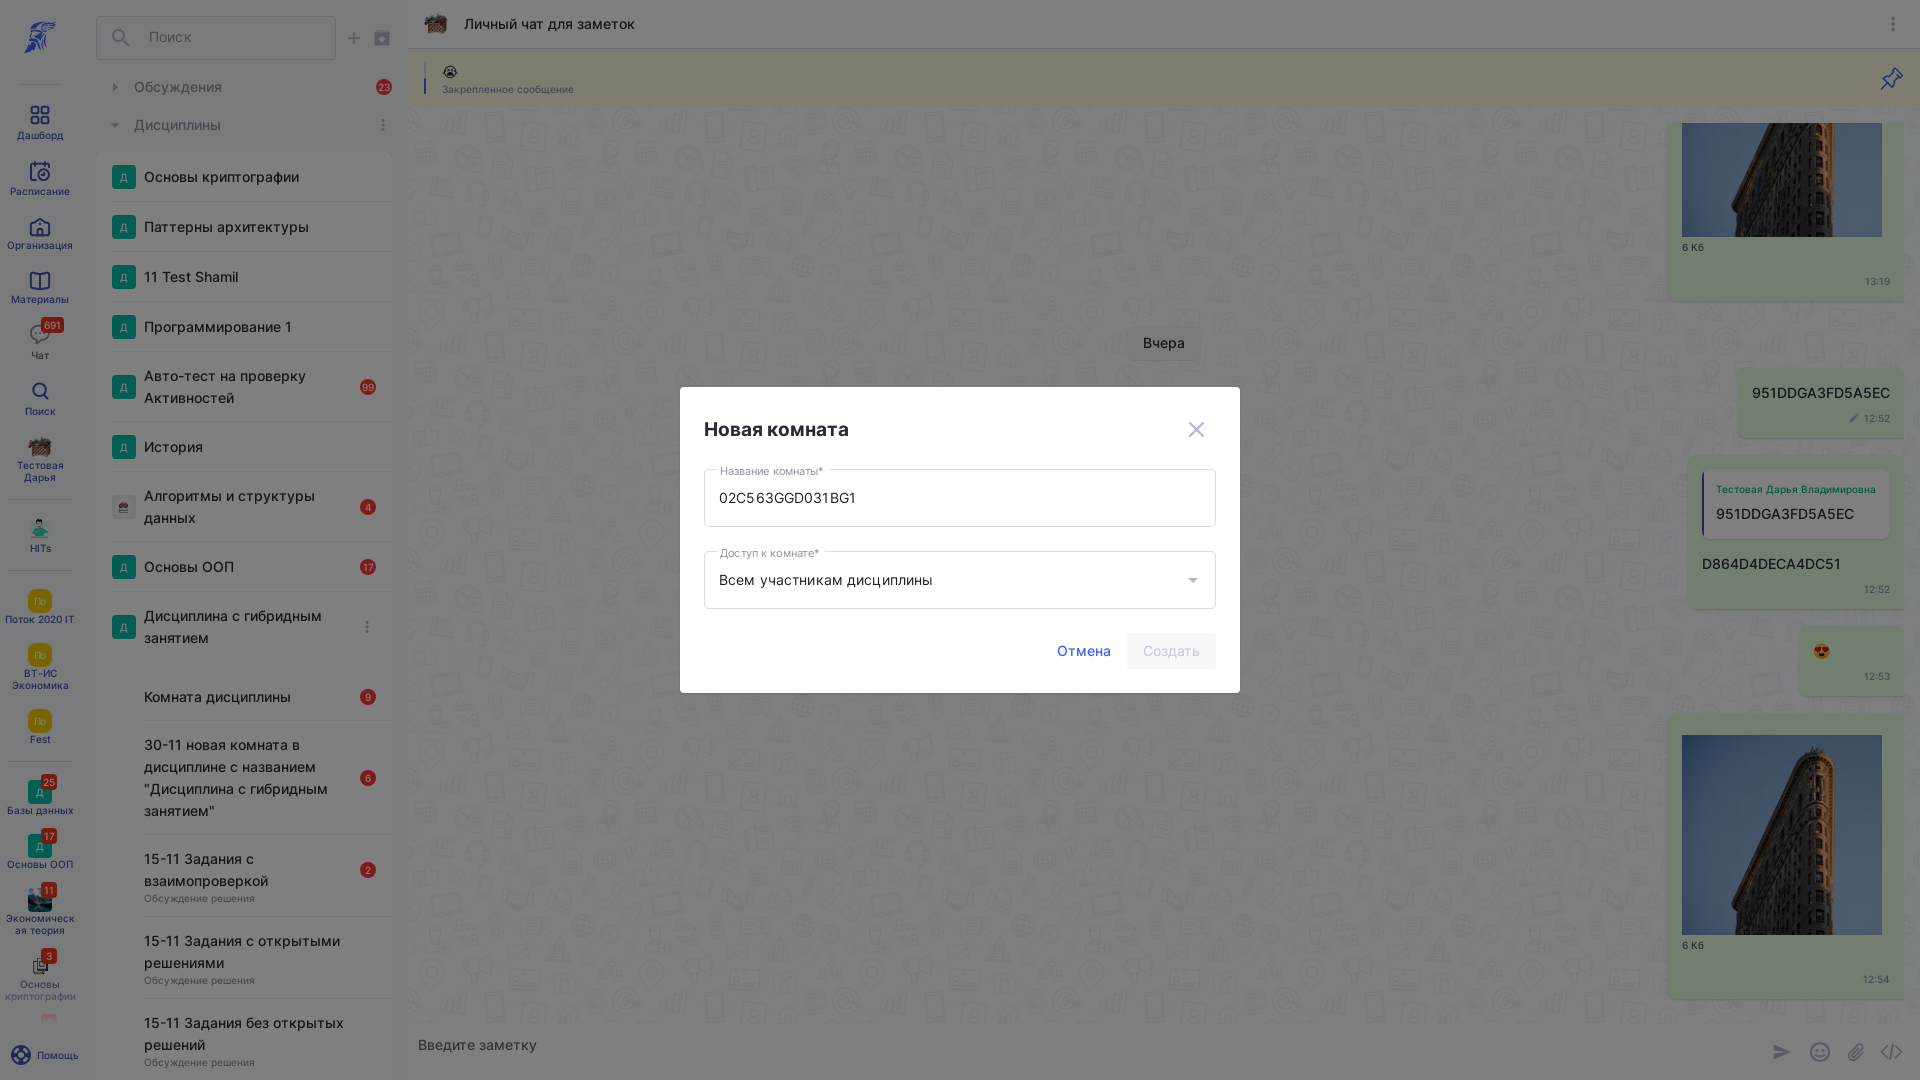 Поиск
Обсуждения
23
Дисциплины
Д
Основы криптографии
Д
Паттерны архитектуры
Д
11 Test Shamil
Д
Программирование 1
Д
Авто-тест на проверку
Активностей
99
Д
История
Алгоритмы и структуры
данных
4
Д
Основы ООП
17
Д
Дисциплина с гибридным
занятием
Комната дисциплины
9
30-11 новая комната в
дисциплине с названием
"Дисциплина с гибридным
занятием"
6
15-11 Задания с
взаимопроверкой
Обсуждение решения
2
15-11 Задания с открытыми
решениями
Обсуждение решения
15-11 Задания без открытых
решений
Обсуждение решения
Дашборд
Расписание
Организация
Материалы
691
Чат
Поиск
Тестовая
Дарья
HITs
По
Поток 2020 IT
По
ВТ-ИС
Экономика
По
Fest
25
Д
Базы данных
17
Д
Основы ООП
11
Экономическ
ая теория
3
Основы
криптографии
Помощь
Личный чат для заметок
Закрепленное сообщение
6 Кб
13:19
Вчера
951DDGA3FD5A5EC
12:52
Тестовая Дарья Владимировна
951DDGA3FD5A5EC
D864D4DECA4DC51
12:52
12:53
6 Кб
12:54
Введите заметку
Новая комната
Название комнаты*
02C563GGD031BG1
Доступ к комнате*
Всем участникам дисциплины
Отмена
Создать